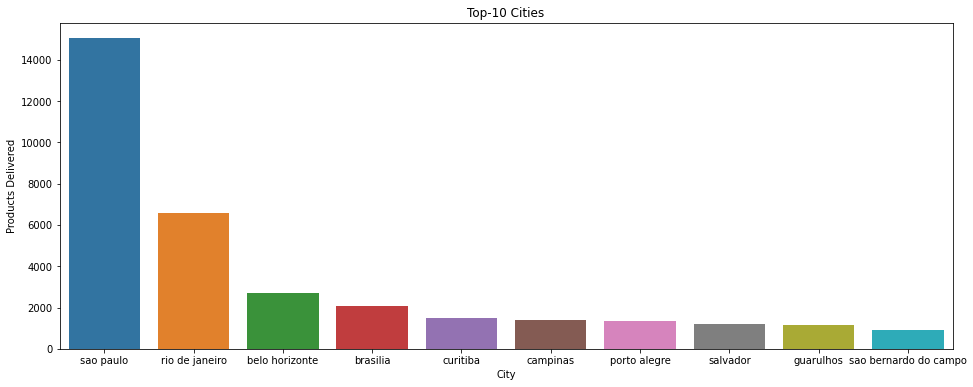 Top-10 Cities
Products Delivered
14000
12000
10000
8000
6000
4000
2000
0
sao paulo rio de janeiro belo horizonte brasilia curitiba campinas porto alegre salvador guarulhos sao bernardo do campo
City